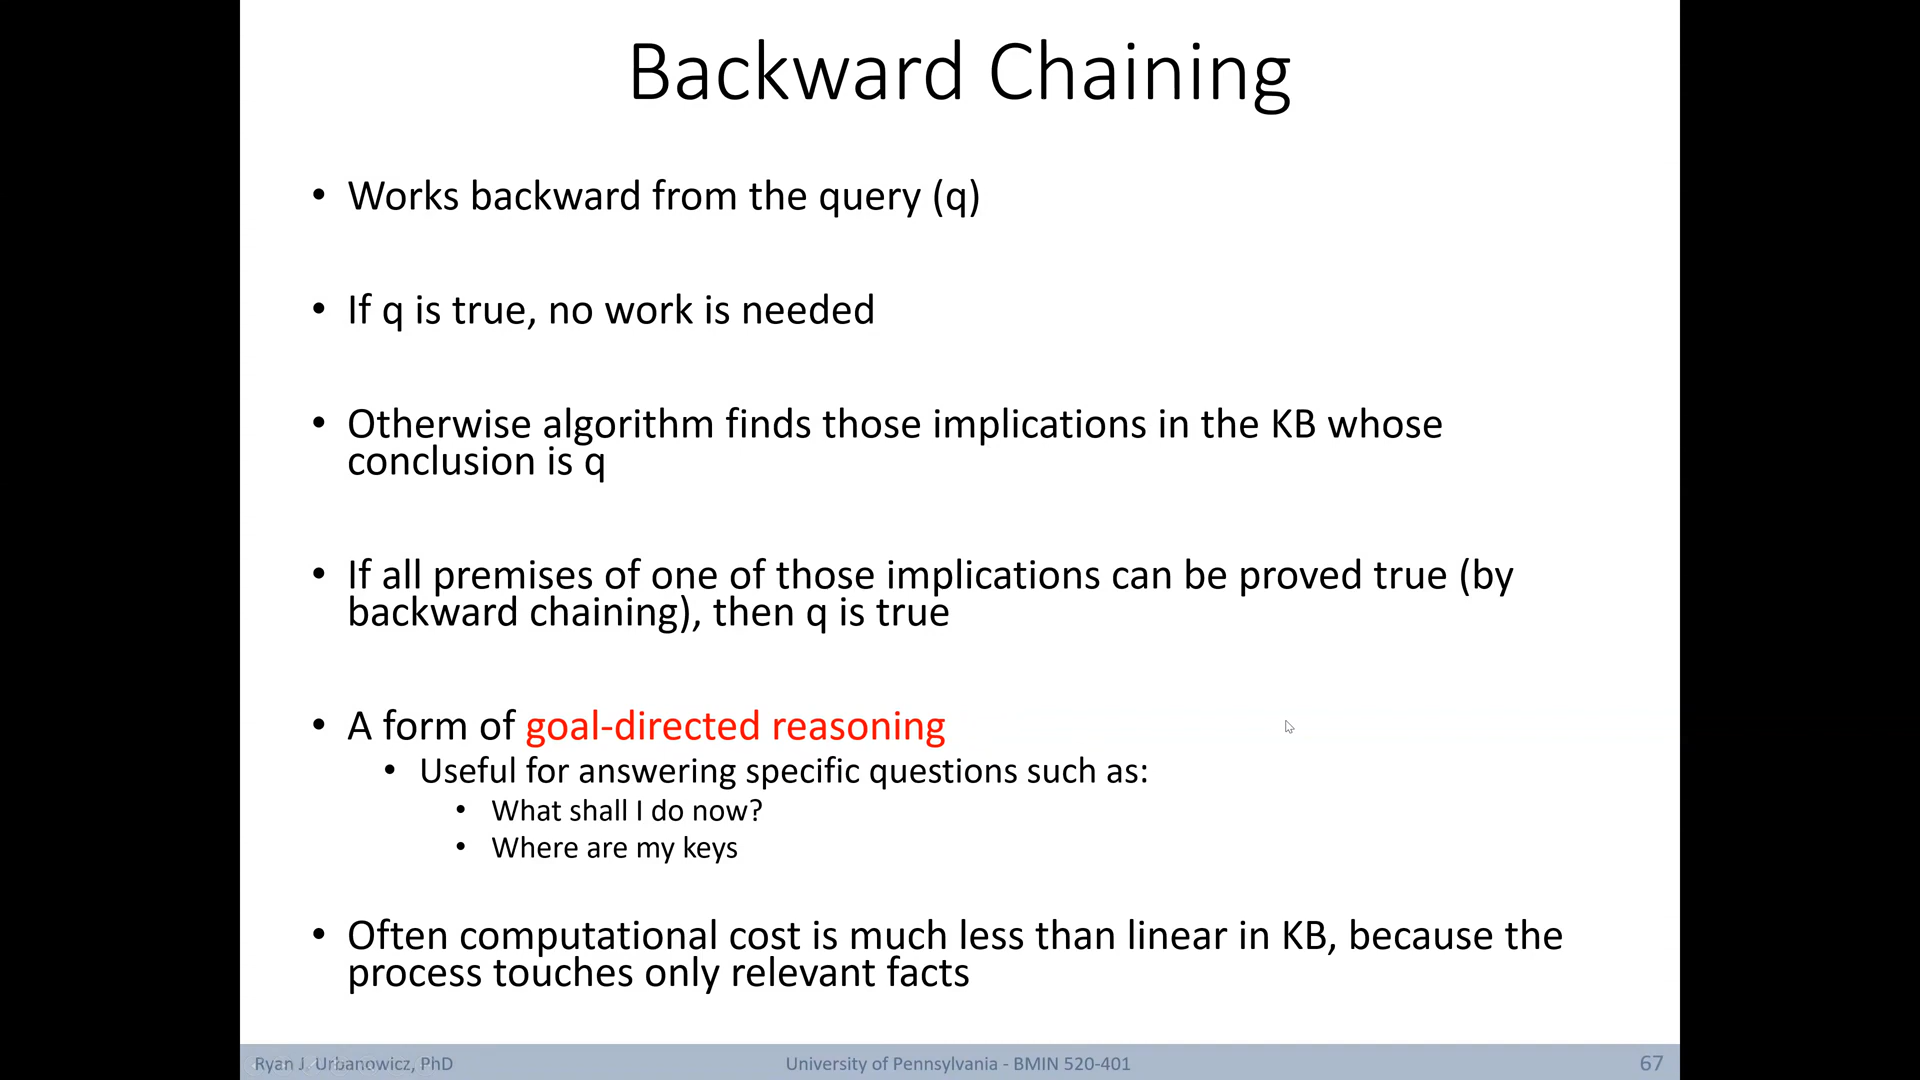 Backward Chaining
• Works backward from the query (q)
• If q is true, no work is needed
• Otherwise algorithm finds those implications in the KB whose
conclusion is q
• If all premises of one of those implications can be proved true (by
backward chaining), then q is true
• A form of goal-directed reasoning
• Useful for answering specific questions such as:
• What shall I do now?
• Where are my keys
• Often computational cost is much less than linear in KB, because the
process touches only relevant facts
Ryan J. Urbanowicz, PhD
University of Pennsylvania - BMIN 520-401
67